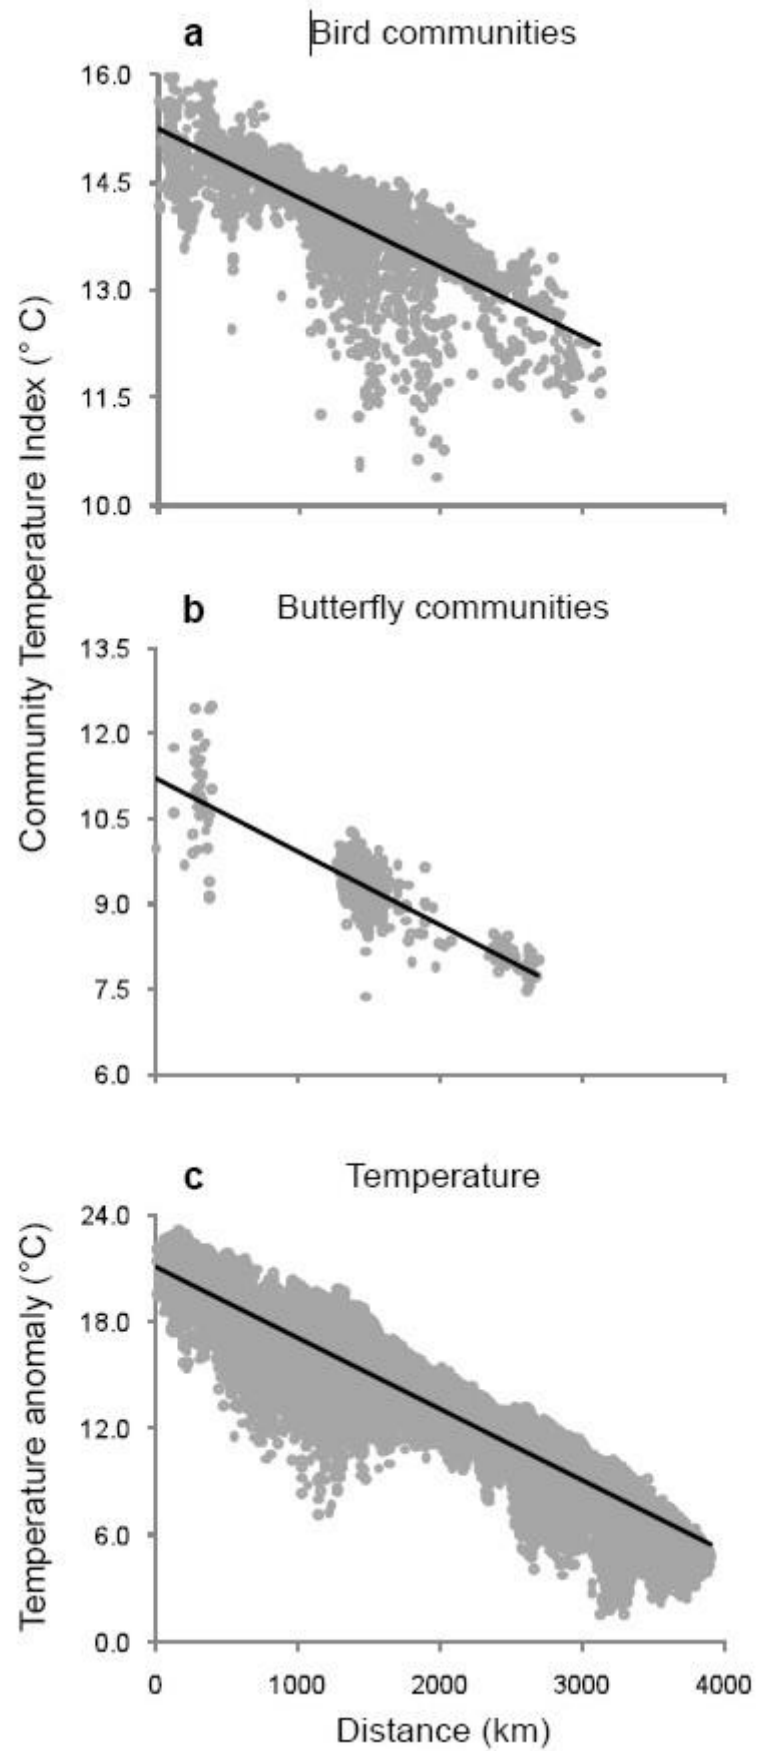 a Bird communities
16.0
14.5
13.0
11.5
10.0
Community Temperature Index (° C)
b Butterfly communities
13.5
12.0
10.5
9.0
7.5
6.0
c Temperature
24.0
18.0
12.0
6.0
0.0
Temperature anomaly (°C)
0 1000 2000 3000 4000
Distance (km)